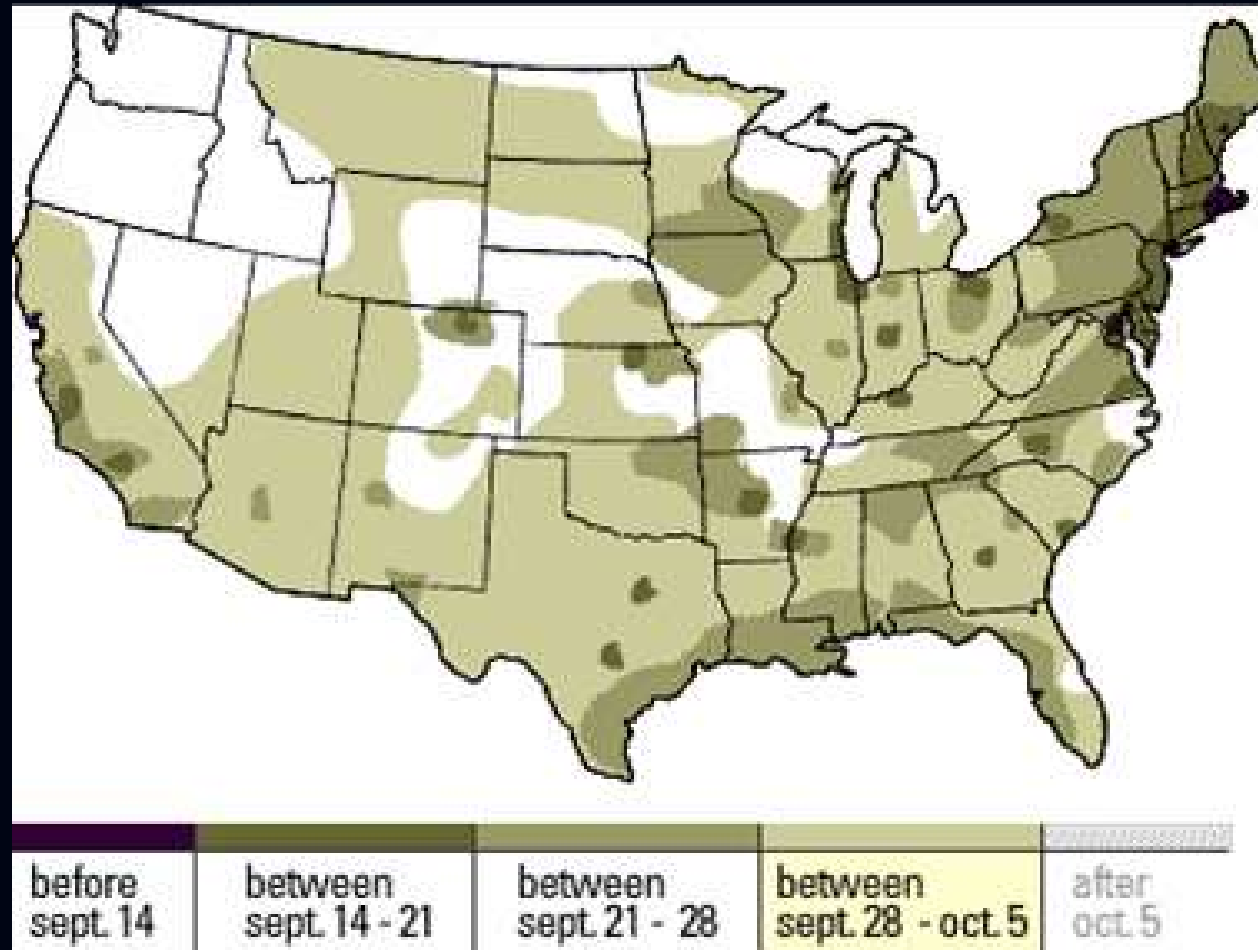 before
sept. 14
between
sept. 14 - 21
between
sept. 21 - 28
between
sept. 28 - oct. 5
after
oct. 5